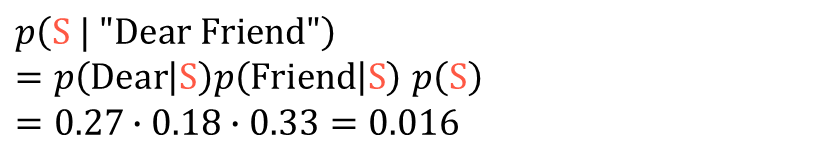 p(S | "Dear Friend")
= p(Dear|S)p(Friend|S) p(S)
= 0.27 · 0.18 · 0.33 = 0.016